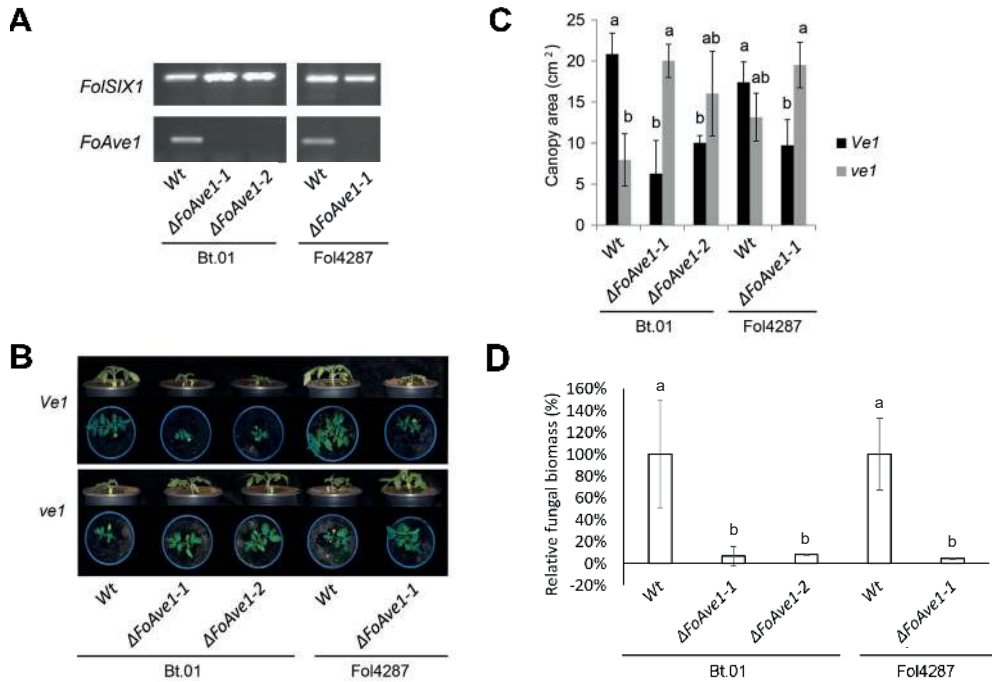 A
FolSIX1
FoAve1
Wt
ΔFoAve1-1
ΔFoAve1-2
Wt
ΔFoAve1-1
Bt.01
Fol4287
C
Canopy area (cm ²)
25
20
15
10
5
0
a
b
b
a
b
ab
a
ab
b
a
Ve1
ve1
Wt
ΔFoAve1-1
ΔFoAve1-2
Wt
ΔFoAve1-1
Bt.01
Fol4287
B
Ve1
ve1
Wt
ΔFoAve1-1
ΔFoAve1-2
Wt
ΔFoAve1-1
Bt.01
Fol4287
D
Relative fungal biomass (%)
160%
140%
120%
100%
80%
60%
40%
20%
0%
-20%
a
b
b
a
b
Wt
ΔFoAve1-1
ΔFoAve1-2
Wt
ΔFoAve1-1
Bt.01
Fol4287